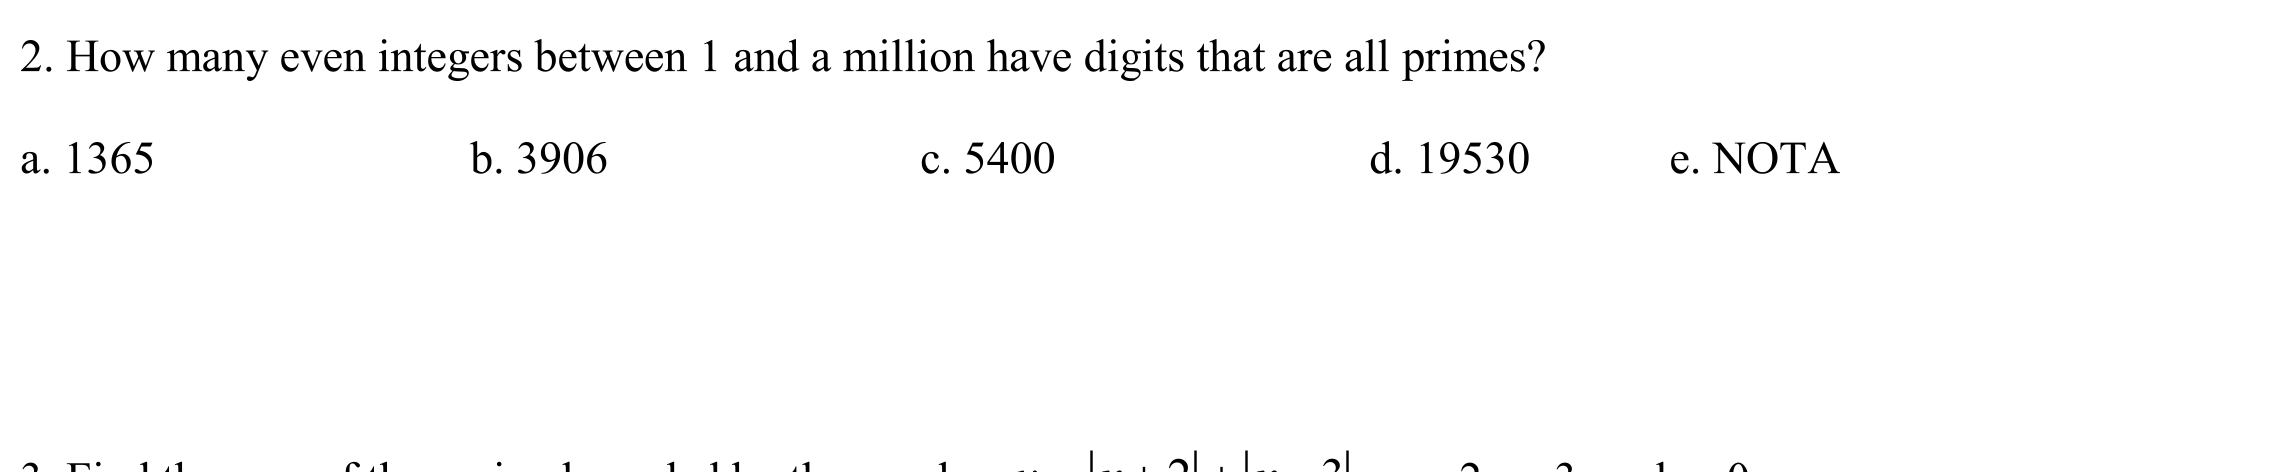 2. How many even integers between 1 and a million have digits that are all primes?
a. 1365 b. 3906 c. 5400 d. 19530 e. NOTA